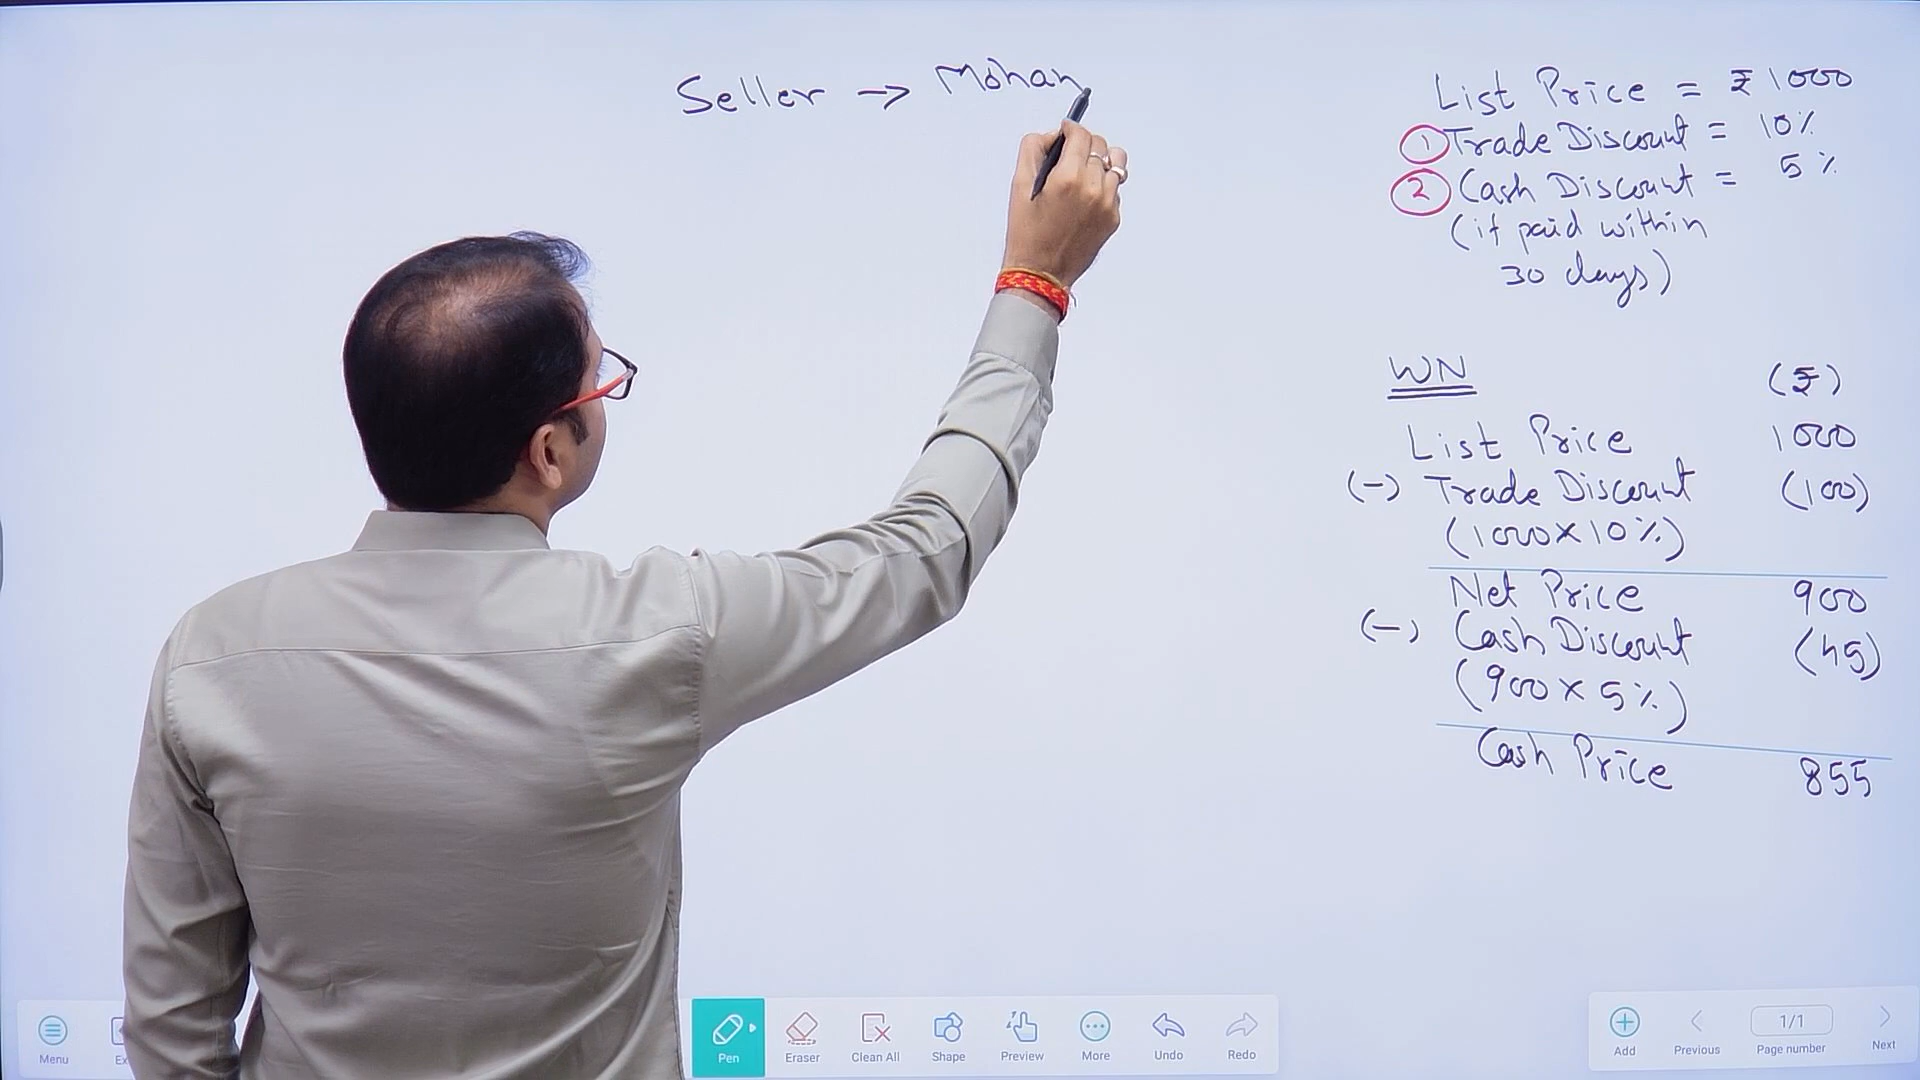 Seller → Mohan
List Price = ₹ 1000
① Trade Discount = 10%
② Cash Discount = 5%
(if paid within
30 days)
WN (₹)
List Price 1000
(-) Trade Discount (100)
(1000 x 10%)
Net Price 900
(-) Cash Discount (45)
(900 x 5%)
Cash Price 855
Menu
Pen
Eraser
Clean All
Shape
Preview
More
Undo
Redo
Add
Previous
1/1
Page number
Next